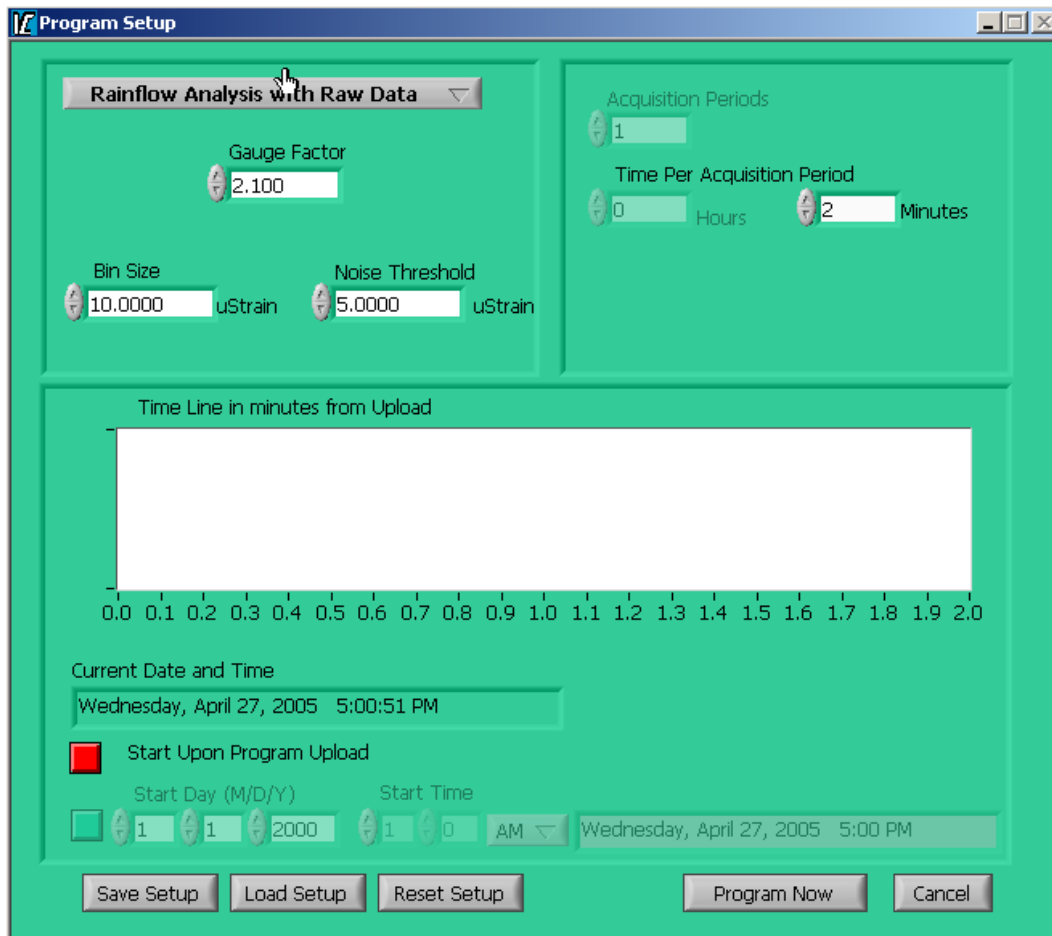 Program Setup
Rainflow Analysis with Raw Data
Gauge Factor
2.100
Bin Size
10.0000 uStrain
Noise Threshold
5.0000 uStrain
Acquisition Periods
1
Time Per Acquisition Period
0 Hours 2 Minutes
Time Line in minutes from Upload
0.0 0.1 0.2 0.3 0.4 0.5 0.6 0.7 0.8 0.9 1.0 1.1 1.2 1.3 1.4 1.5 1.6 1.7 1.8 1.9 2.0
Current Date and Time
Wednesday, April 27, 2005 5:00:51 PM
Start Upon Program Upload
Start Day (M/D/Y) Start Time
1 1 2000 1 0 AM Wednesday, April 27, 2005 5:00 PM
Save Setup Load Setup Reset Setup Program Now Cancel